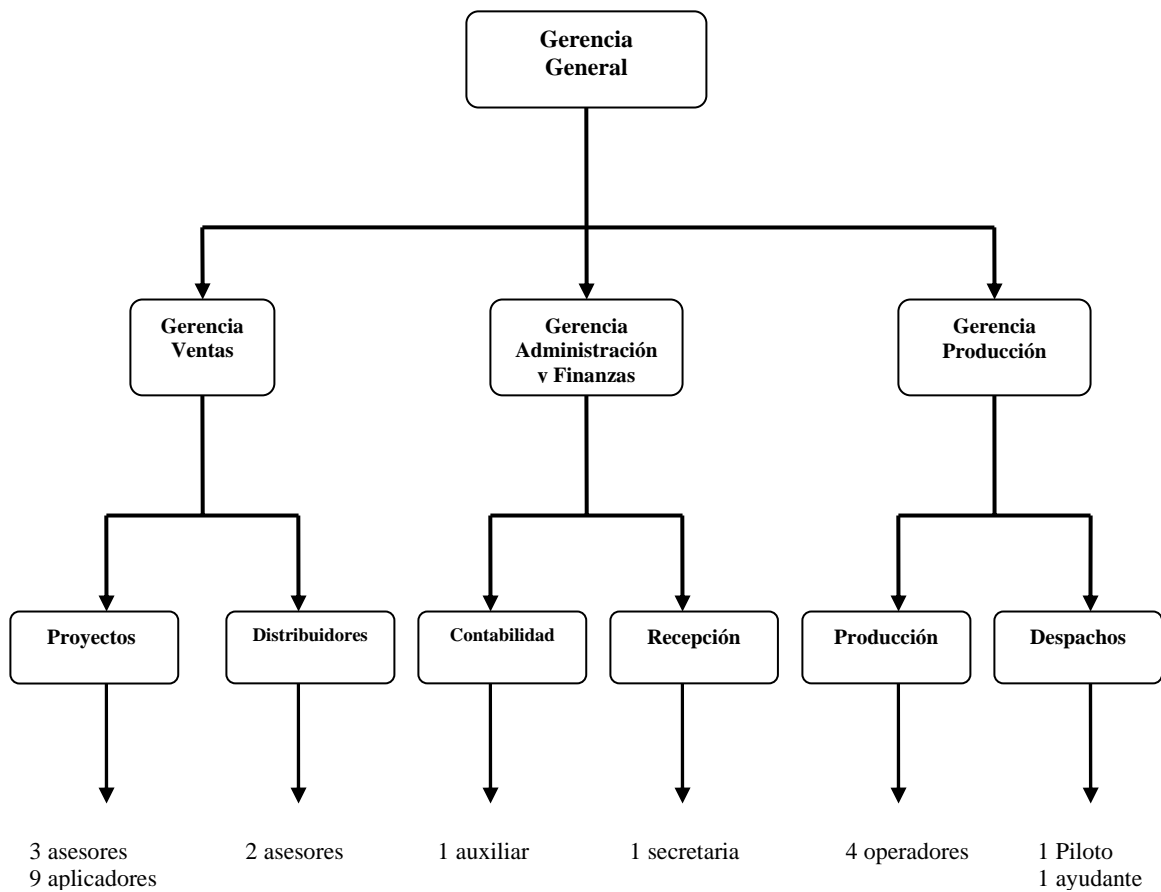 Gerencia
General
Gerencia
Ventas
Gerencia
Administración
y Finanzas
Gerencia
Producción
Proyectos
Distribuidores
Contabilidad
Recepción
Producción
Despachos
3 asesores
9 aplicadores
2 asesores
1 auxiliar
1 secretaria
4 operadores
1 Piloto
1 ayudante